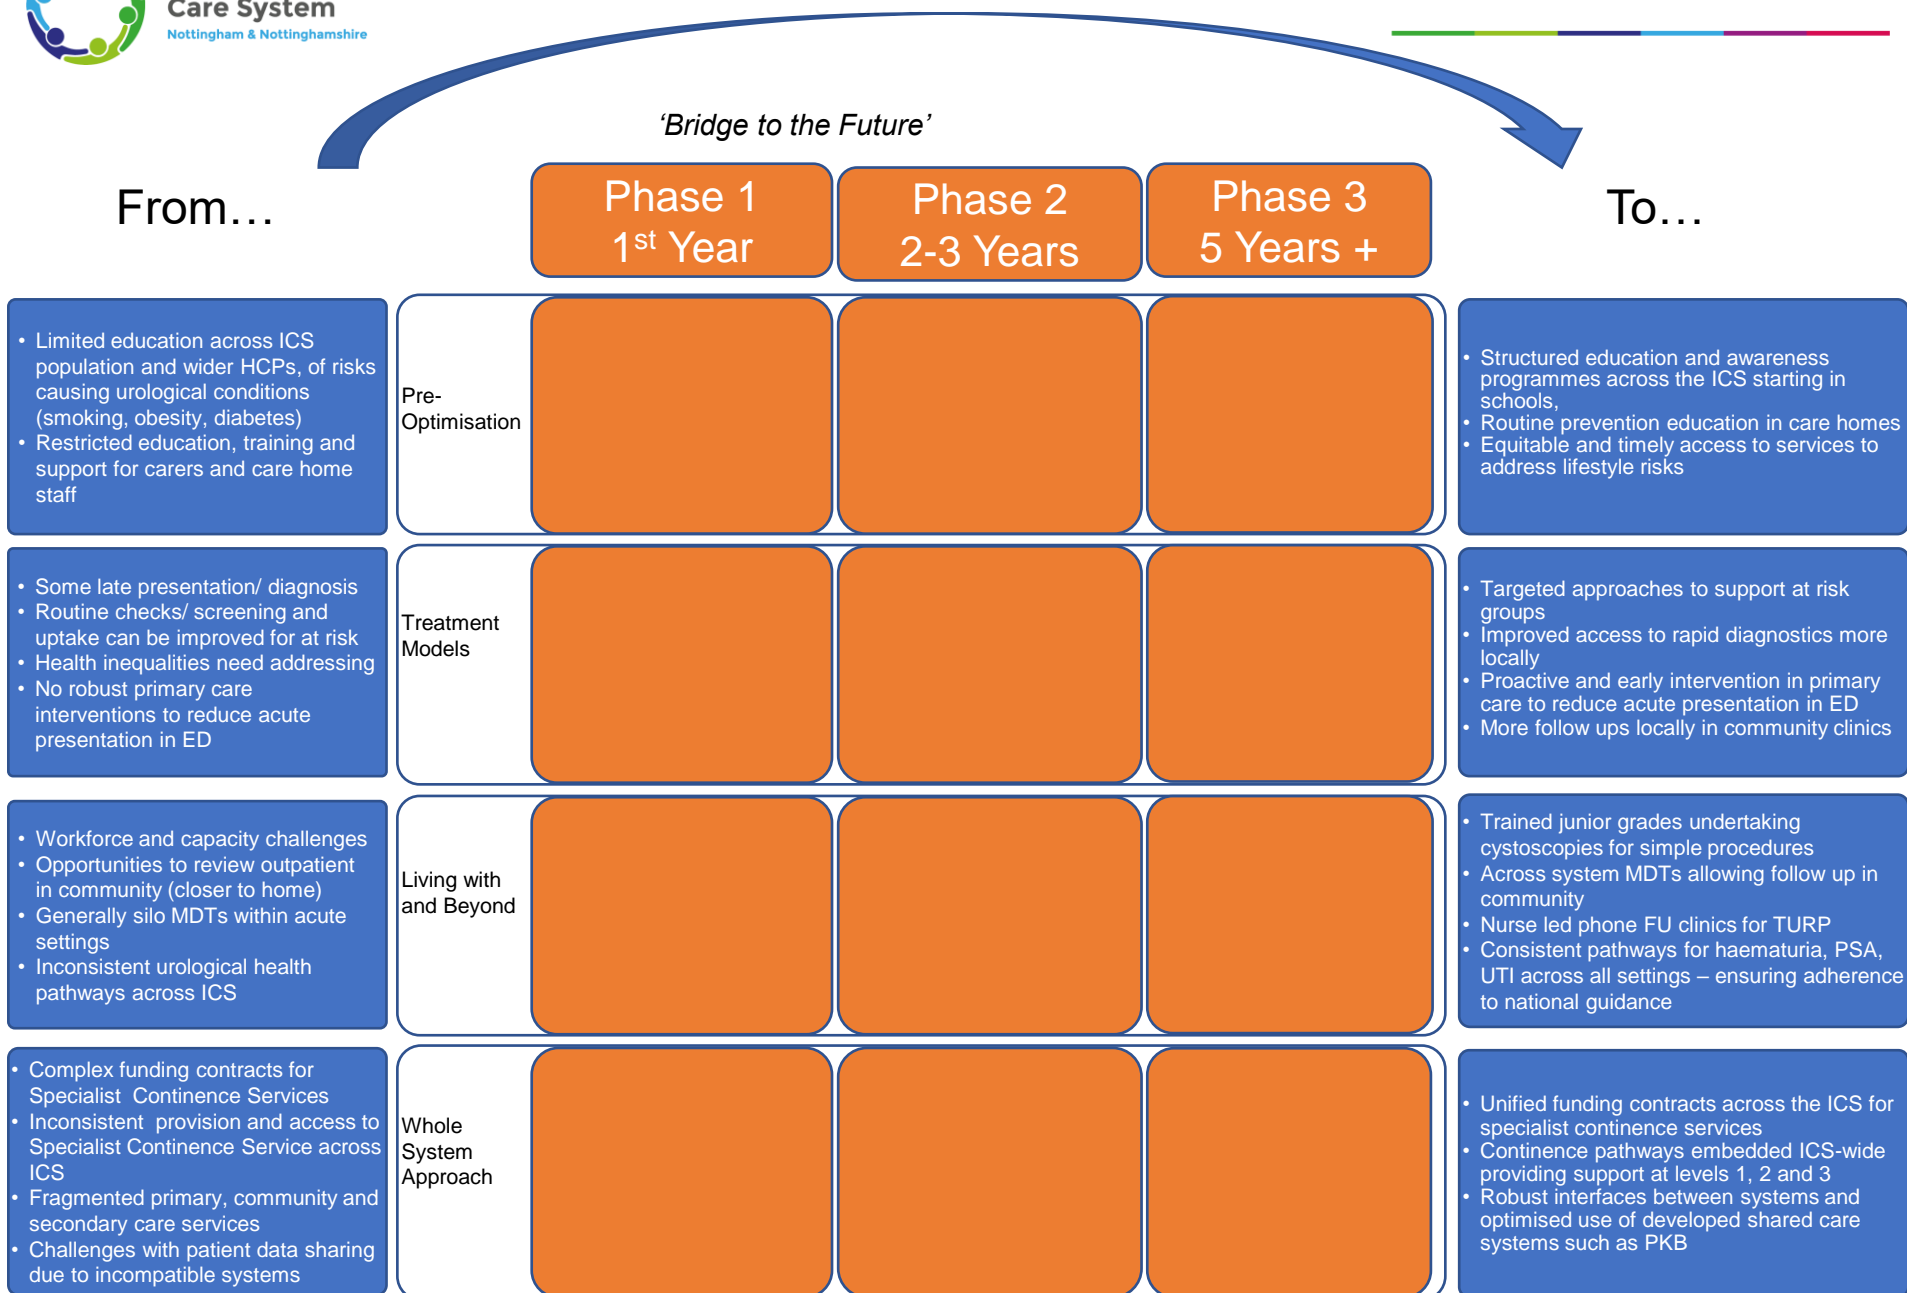 Care System
Nottingham & Nottinghamshire
'Bridge to the Future'
From…
Phase 1
1st Year
Phase 2
2-3 Years
Phase 3
5 Years +
To…
• Limited education across ICS
population and wider HCPs, of risks
causing urological conditions
(smoking, obesity, diabetes)
• Restricted education, training and
support for carers and care home
staff
Pre-
Optimisation
• Structured education and awareness
programmes across the ICS starting in
schools,
• Routine prevention education in care homes
• Equitable and timely access to services to
address lifestyle risks
• Some late presentation/ diagnosis
• Routine checks/ screening and
uptake can be improved for at risk
• Health inequalities need addressing
• No robust primary care
interventions to reduce acute
presentation in ED
Treatment
Models
• Targeted approaches to support at risk
groups
• Improved access to rapid diagnostics more
locally
• Proactive and early intervention in primary
care to reduce acute presentation in ED
• More follow ups locally in community clinics
• Workforce and capacity challenges
• Opportunities to review outpatient
in community (closer to home)
• Generally silo MDTs within acute
settings
• Inconsistent urological health
pathways across ICS
Living with
and Beyond
• Trained junior grades undertaking
cystoscopies for simple procedures
• Across system MDTs allowing follow up in
community
• Nurse led phone FU clinics for TURP
• Consistent pathways for haematuria, PSA,
UTI across all settings – ensuring adherence
to national guidance
• Complex funding contracts for
Specialist Continence Services
• Inconsistent provision and access to
Specialist Continence Service across
ICS
• Fragmented primary, community and
secondary care services
• Challenges with patient data sharing
due to incompatible systems
Whole
System
Approach
• Unified funding contracts across the ICS for
specialist continence services
• Continence pathways embedded ICS-wide
providing support at levels 1, 2 and 3
• Robust interfaces between systems and
optimised use of developed shared care
systems such as PKB